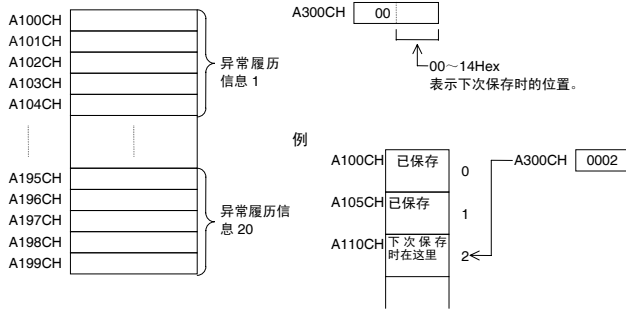 A100CH
A101CH
A102CH
A103CH
A104CH
异常履历
信息 1
A195CH
A196CH
A197CH
A198CH
A199CH
异常履历信
息 20
A300CH
00
00～14Hex
表示下次保存时的位置。
例
A100CH
已保存
0
A300CH
0002
A105CH
已保存
1
A110CH
下次保存
时在这里
2